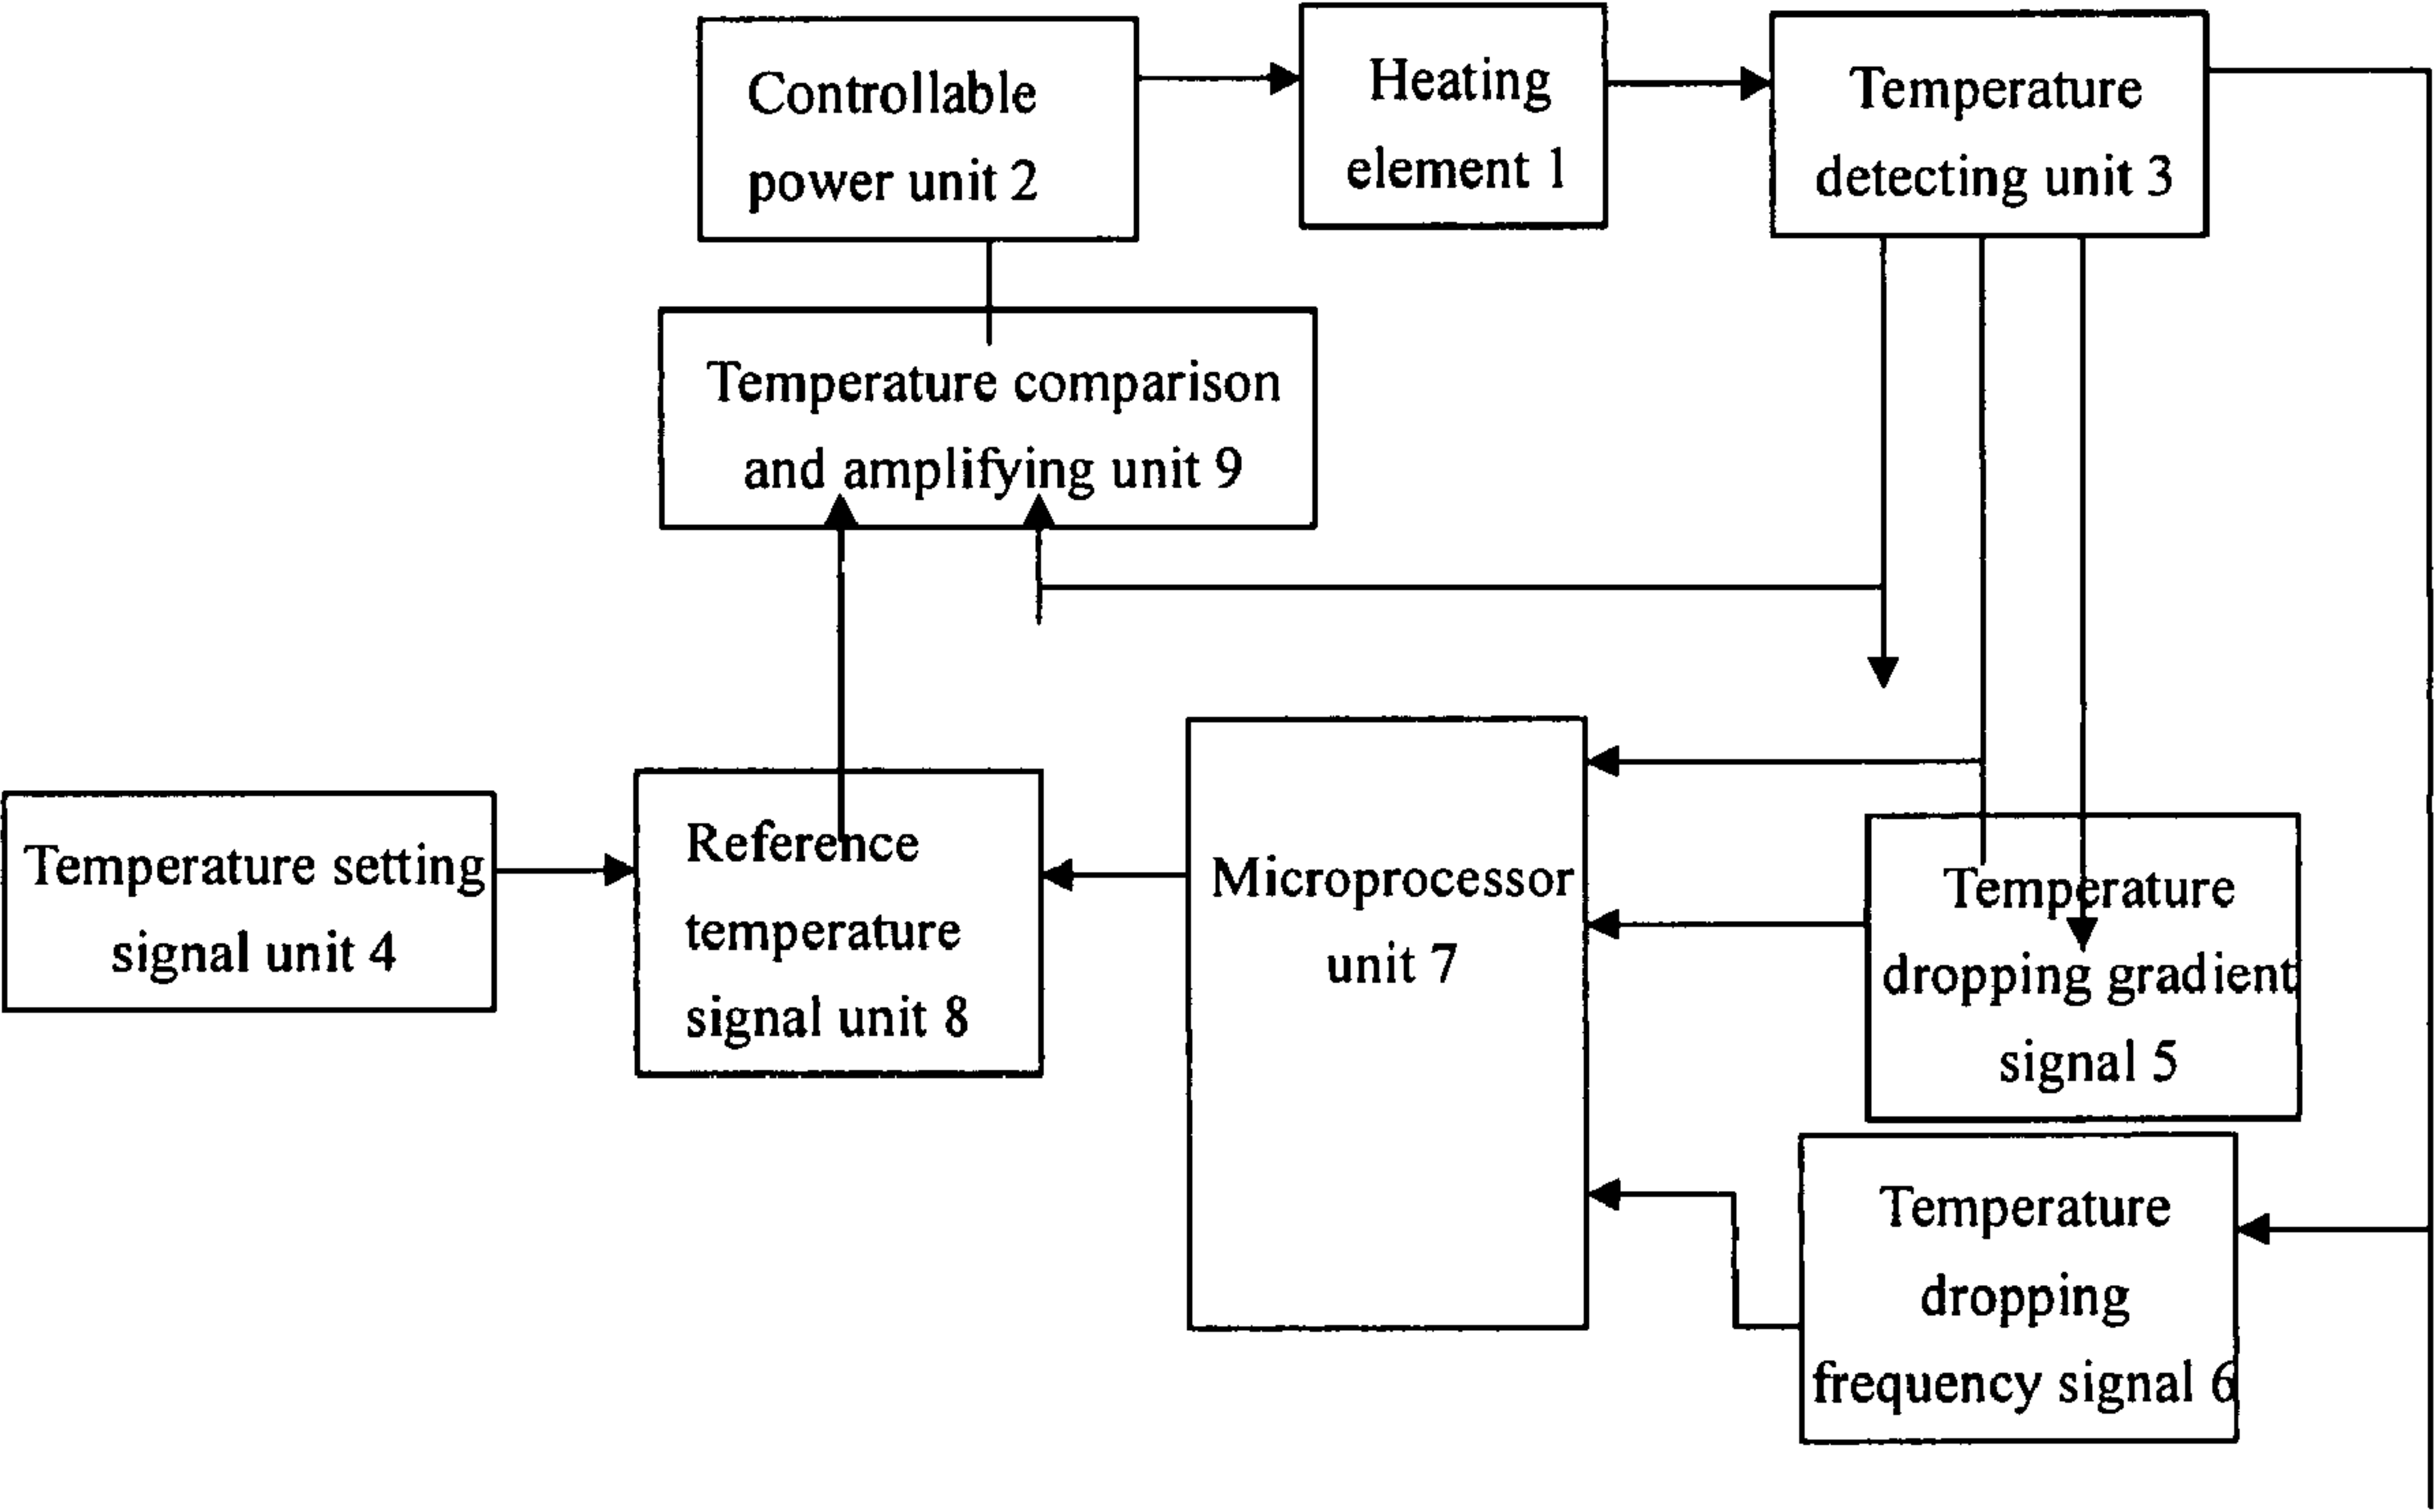 Controllable
power unit 2
Heating
element 1
Temperature
detecting unit 3
Temperature comparison
and amplifying unit 9
Temperature setting
signal unit 4
Reference
temperature
signal unit 8
Microprocessor
unit 7
Temperature
dropping gradient
signal 5
Temperature
dropping
frequency signal 6